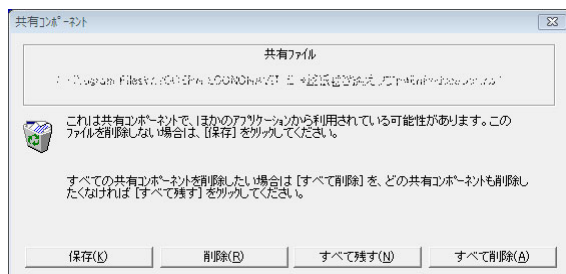 共有コンポーネント
共有ファイル
これは共有コンポーネントで、ほかのアプリケーションから利用されている可能性があります。この
ファイルを削除しない場合は、[保存] をクリックしてください。
すべての共有コンポーネントを削除したい場合は [すべて削除] を、どの共有コンポーネントも削除し
たくなければ [すべて残す] をクリックしてください。
保存(K) 削除(R) すべて残す(N) すべて削除(A)